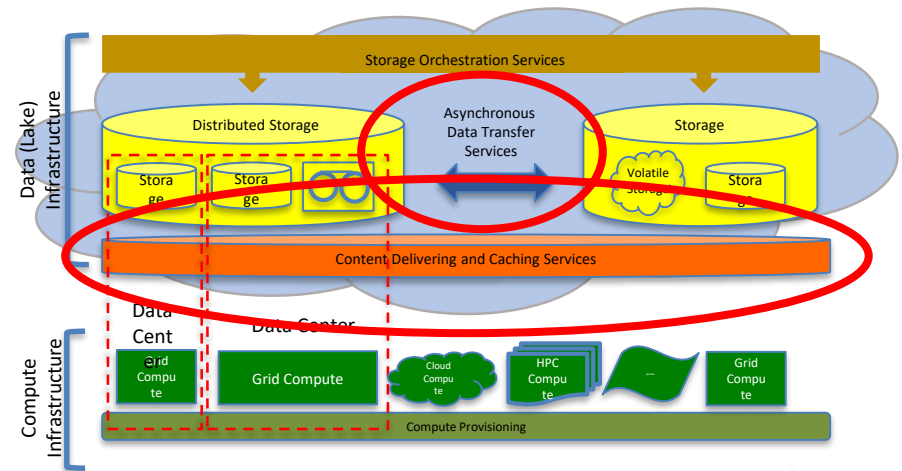 Storage Orchestration Services
Data (Lake)
Infrastructure
Distributed Storage
Asynchronous
Data Transfer
Services
Storage
Stora
ge
Stora
ge
Volatile
Storage
Stora
ge
Content Delivering and Caching Services
Data
Cent
er
Data Center
Compute
Infrastructure
Grid
Compu
te
Grid Compute
Cloud
Compu
te
HPC
Compu
te
...
Grid
Compu
te
Compute Provisioning